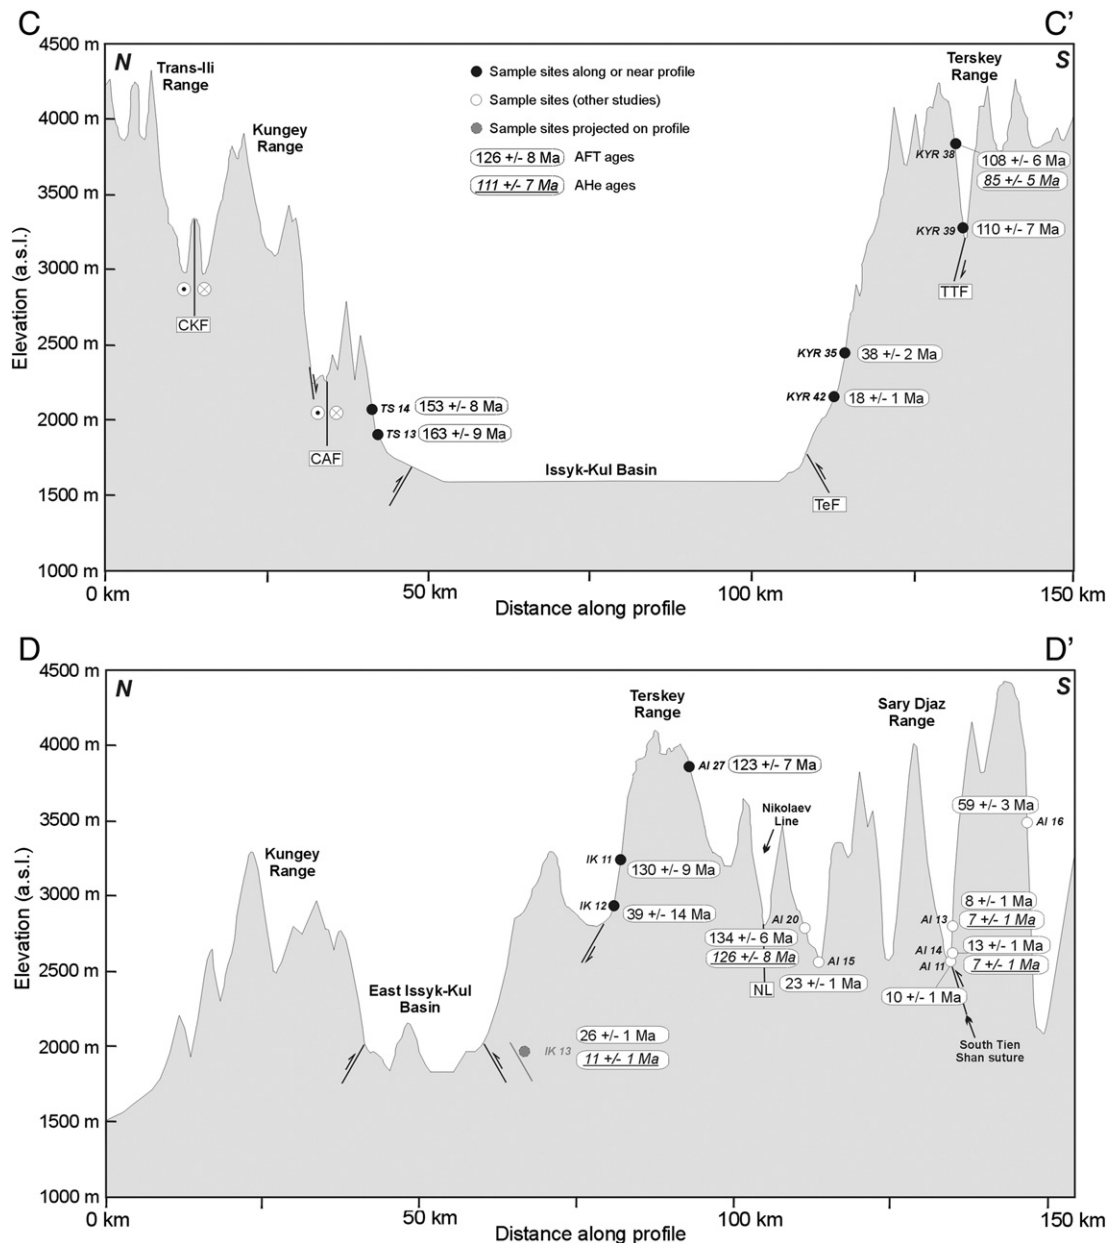 C
C'
4500 m
4000 m
3500 m
3000 m
2500 m
2000 m
1500 m
1000 m
Elevation (a.s.l.)
N
S
Trans-Ili
Range
Kungey
Range
Terskey
Range
Sample sites along or near profile
Sample sites (other studies)
Sample sites projected on profile
126 +/- 8 Ma AFT ages
111 +/- 7 Ma AHe ages
CKF
CAF
TS 14 153 +/- 8 Ma
TS 13 163 +/- 9 Ma
Issyk-Kul Basin
KYR 38
108 +/- 6 Ma
85 +/- 5 Ma
KYR 39 110 +/- 7 Ma
TTF
KYR 35 38 +/- 2 Ma
KYR 42 18 +/- 1 Ma
TeF
0 km
50 km
100 km
150 km
Distance along profile
D
D'
4500 m
4000 m
3500 m
3000 m
2500 m
2000 m
1500 m
1000 m
Elevation (a.s.l.)
N
S
Kungey
Range
East Issyk-Kul
Basin
Terskey
Range
Sary Djaz
Range
AI 27 123 +/- 7 Ma
Nikolaev
Line
IK 11
130 +/- 9 Ma
IK 12
39 +/- 14 Ma
AI 20
134 +/- 6 Ma
126 +/- 8 Ma
NL
AI 15
23 +/- 1 Ma
IK 13
26 +/- 1 Ma
11 +/- 1 Ma
59 +/- 3 Ma
AI 16
AI 13
8 +/- 1 Ma
7 +/- 1 Ma
AI 14
13 +/- 1 Ma
7 +/- 1 Ma
AI 11
10 +/- 1 Ma
South Tien
Shan suture
0 km
50 km
100 km
150 km
Distance along profile